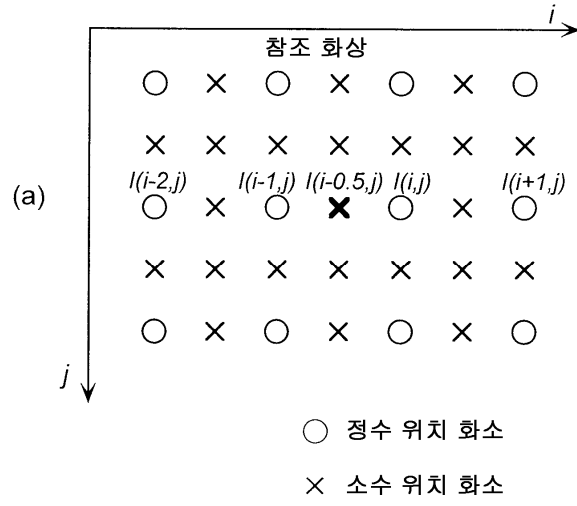 i
참조 화상
I(i-2,j) I(i-1,j) I(i-0.5,j) I(i,j) I(i+1,j)
(a)
j
정수 위치 화소
소수 위치 화소